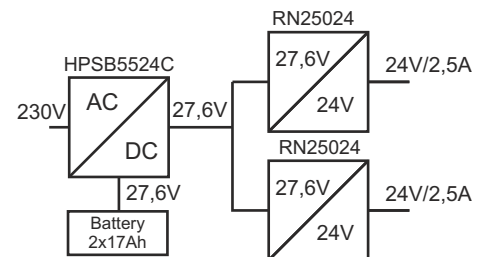 RN25024
27,6V
24V
24V/2,5A
HPSB5524C
230V
AC
DC
27,6V
27,6V
Battery
2x17Ah
RN25024
27,6V
24V
24V/2,5A